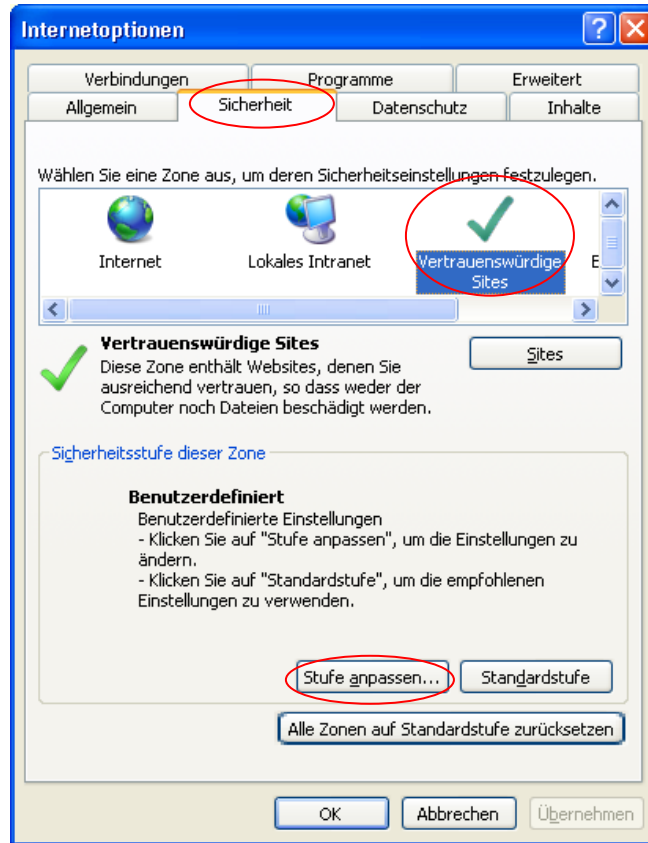 Internetoptionen
Verbindungen Programme Erweitert
Allgemein Sicherheit Datenschutz Inhalte
Wählen Sie eine Zone aus, um deren Sicherheitseinstellungen festzulegen.
Internet Lokales Intranet Vertrauenswürdige E
Sites
Vertrauenswürdige Sites
Sites
Diese Zone enthält Websites, denen Sie
ausreichend vertrauen, so dass weder der
Computer noch Dateien beschädigt werden.
Sicherheitsstufe dieser Zone
Benutzerdefiniert
Benutzerdefinierte Einstellungen
- Klicken Sie auf "Stufe anpassen", um die Einstellungen zu
ändern.
- Klicken Sie auf "Standardstufe", um die empfohlenen
Einstellungen zu verwenden.
Stufe anpassen... Standardstufe
Alle Zonen auf Standardstufe zurücksetzen
OK Abbrechen Übernehmen